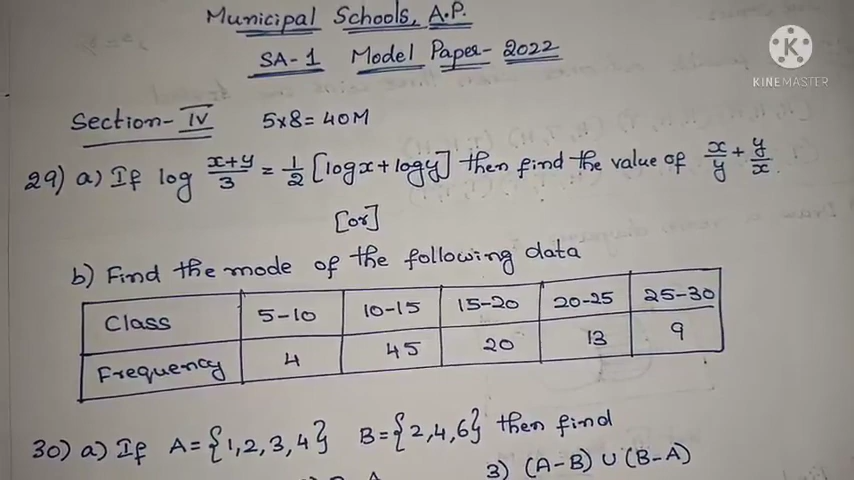 Municipal Schools, A.P.
SA-1 Model Paper-2022
KINEMASTER
Section-IV 5x8=40M
29) a) If log x+y/3 = 1/2 [logx+logy] then find the value of x/y + y/x
[or]
b) Find the mode of the following data
Class 5-10 10-15 15-20 20-25 25-30
Frequency 4 45 20 13 9
30) a) If A={1,2,3,4} B={2,4,6} then find
3) (A-B) ∪ (B-A)